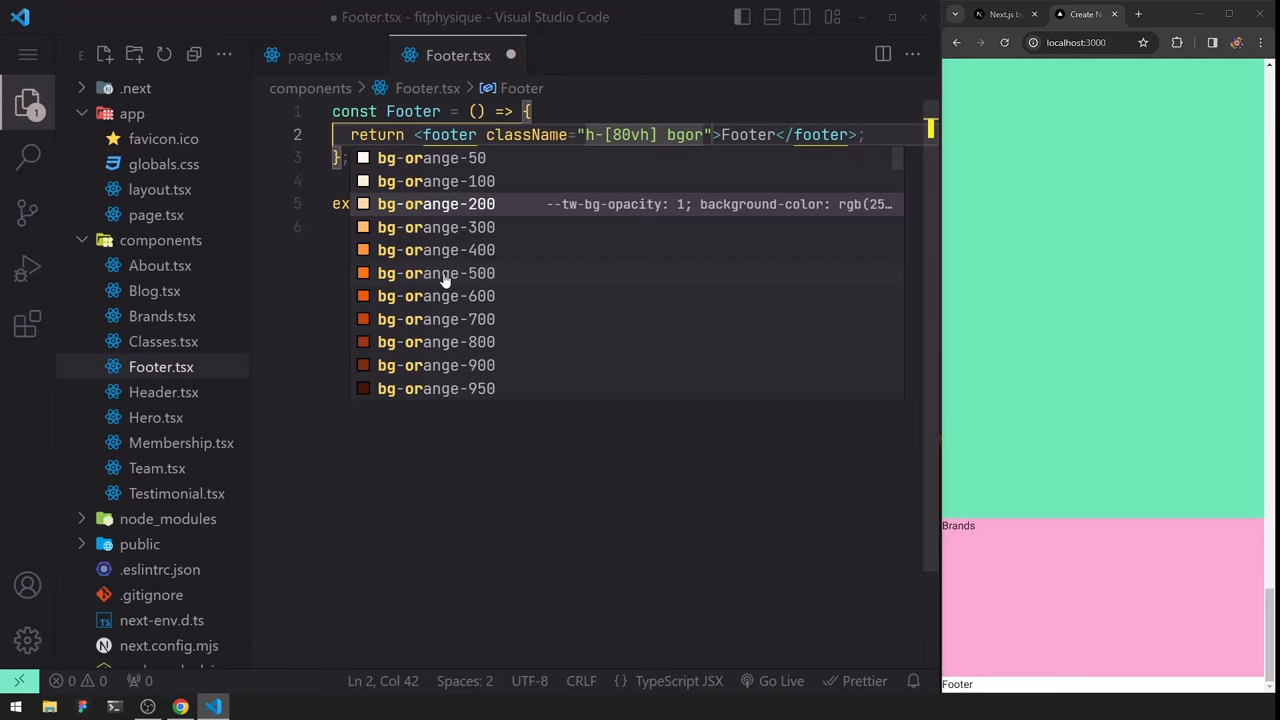 Footer.tsx - fitphysique - Visual Studio Code
E
page.tsx
Footer.tsx
components > Footer.tsx > Footer
.next
app
favicon.ico
globals.css
layout.tsx
page.tsx
components
About.tsx
Blog.tsx
Brands.tsx
Classes.tsx
Footer.tsx
Header.tsx
Hero.tsx
Membership.tsx
Team.tsx
Testimonial.tsx
node_modules
public
.eslintrc.json
.gitignore
next-env.d.ts
next.config.mjs
1 const Footer = () => {
2 return <footer className="h-[80vh] bgor">Footer</footer>;
3 };
4
5 ex
6
bg-orange-50
bg-orange-100
bg-orange-200 --tw-bg-opacity: 1; background-color: rgb(25…
bg-orange-300
bg-orange-400
bg-orange-500
bg-orange-600
bg-orange-700
bg-orange-800
bg-orange-900
bg-orange-950
0 0 0
Ln 2, Col 42
Spaces: 2
UTF-8
CRLF
{ } TypeScript JSX
Go Live
Prettier
Next.js b
Create N
localhost:3000
Brands
Footer